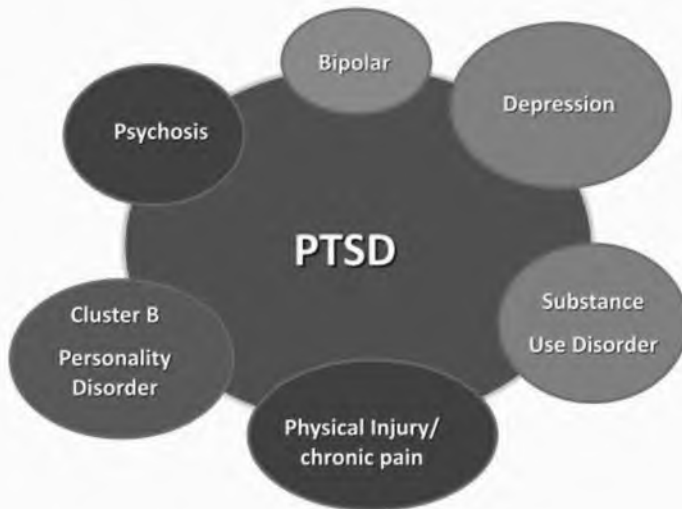 Bipolar
Depression
Psychosis
PTSD
Substance
Use Disorder
Cluster B
Personality
Disorder
Physical Injury/
chronic pain